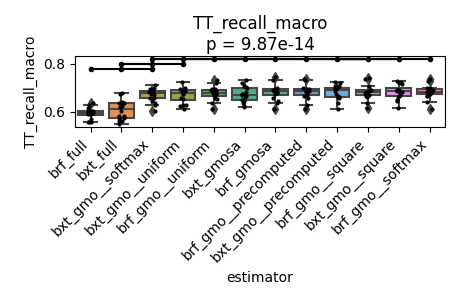 TT_recall_macro
p = 9.87e-14
TT_recall_macro
0.8
0.6
brf_full
bxt_full
bxt_gmo__softmax
bxt_gmo__uniform
brf_gmo__uniform
bxt_gmosa
brf_gmosa
brf_gmo__precomputed
bxt_gmo__precomputed
brf_gmo__square
bxt_gmo__square
brf_gmo__softmax
estimator